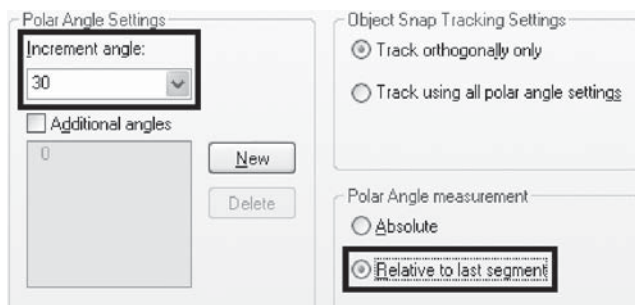 Polar Angle Settings
Increment angle:
30
Additional angles
0
New
Delete
Object Snap Tracking Settings
Track orthogonally only
Track using all polar angle settings
Polar Angle measurement
Absolute
Relative to last segment